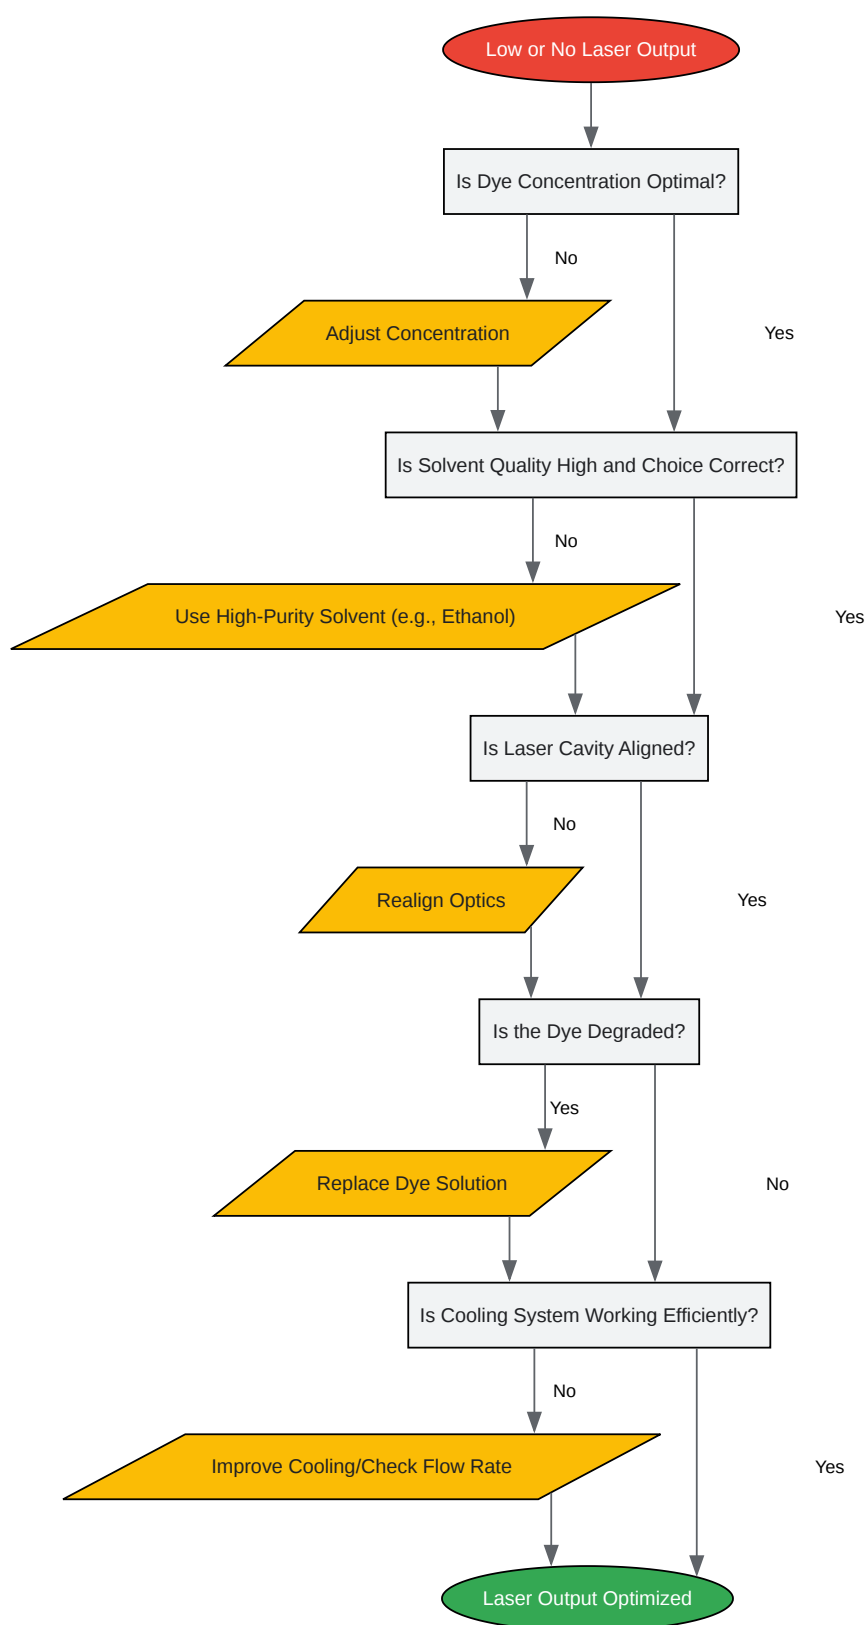 Low or No Laser Output
Is Dye Concentration Optimal?
No
Adjust Concentration
Yes
Is Solvent Quality High and Choice Correct?
No
Use High-Purity Solvent (e.g., Ethanol)
Yes
Is Laser Cavity Aligned?
No
Realign Optics
Yes
Is the Dye Degraded?
Yes
Replace Dye Solution
No
Is Cooling System Working Efficiently?
No
Improve Cooling/Check Flow Rate
Yes
Laser Output Optimized